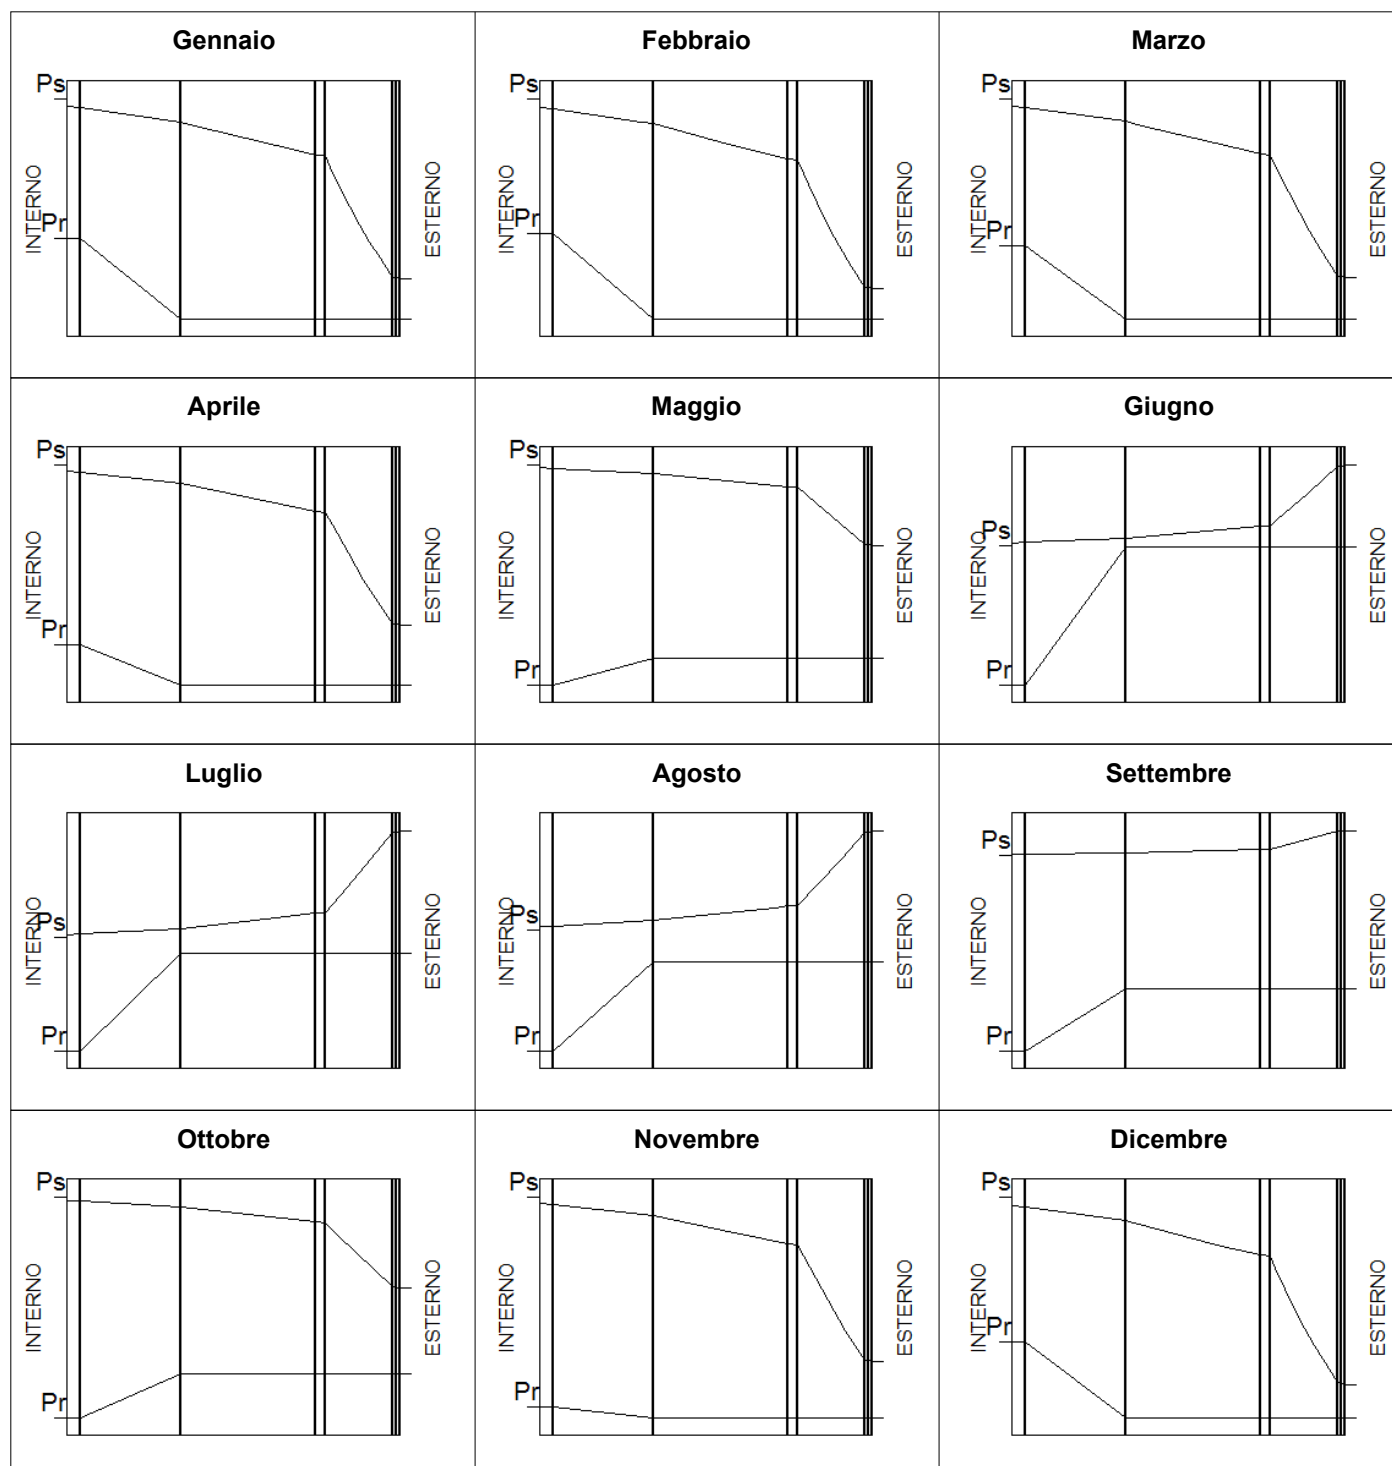 Gennaio
Ps
Pr
INTERNO
ESTERNO
Febbraio
Ps
Pr
INTERNO
ESTERNO
Marzo
Ps
Pr
INTERNO
ESTERNO
Aprile
Ps
Pr
INTERNO
ESTERNO
Maggio
Ps
Pr
INTERNO
ESTERNO
Giugno
Ps
Pr
INTERNO
ESTERNO
Luglio
Ps
Pr
INTERNO
ESTERNO
Agosto
Ps
Pr
INTERNO
ESTERNO
Settembre
Ps
Pr
INTERNO
ESTERNO
Ottobre
Ps
Pr
INTERNO
ESTERNO
Novembre
Ps
Pr
INTERNO
ESTERNO
Dicembre
Ps
Pr
INTERNO
ESTERNO